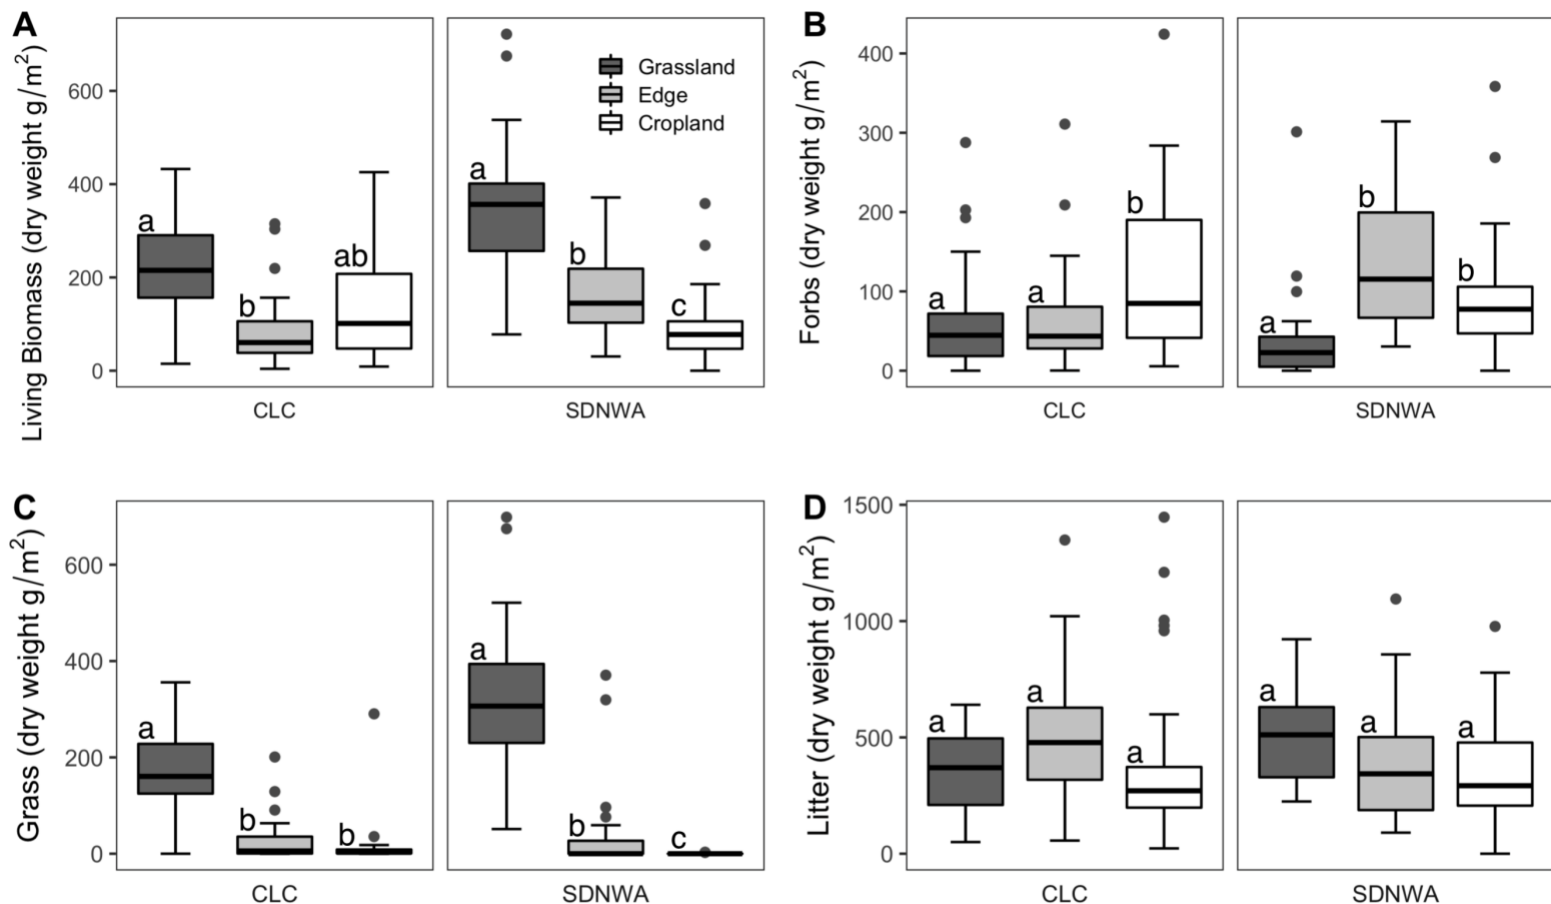 A
Living Biomass (dry weight g/m²)
600
400
200
0
a
b
ab
CLC
a
b
c
SDNWA
Grassland
Edge
Cropland
B
Forbs (dry weight g/m²)
400
300
200
100
0
a
a
b
CLC
a
b
b
SDNWA
C
Grass (dry weight g/m²)
600
400
200
0
a
b
b
CLC
a
b
c
SDNWA
D
Litter (dry weight g/m²)
1500
1000
500
0
a
a
a
CLC
a
a
a
SDNWA